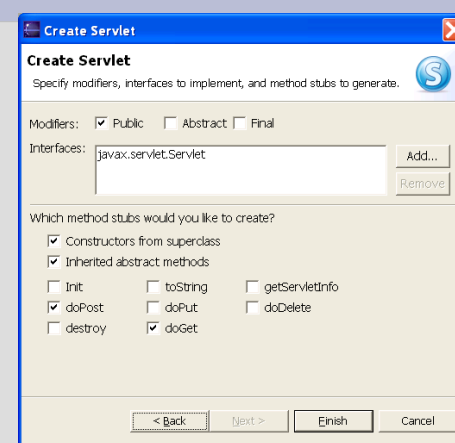 Create Servlet
Create Servlet
Specify modifiers, interfaces to implement, and method stubs to generate.
S
Modifiers: Public Abstract Final
Interfaces: javax.servlet.Servlet
Add...
Remove
Which method stubs would you like to create?
Constructors from superclass
Inherited abstract methods
Init toString getServletInfo
doPost doPut doDelete
destroy doGet
< Back Next > Finish Cancel